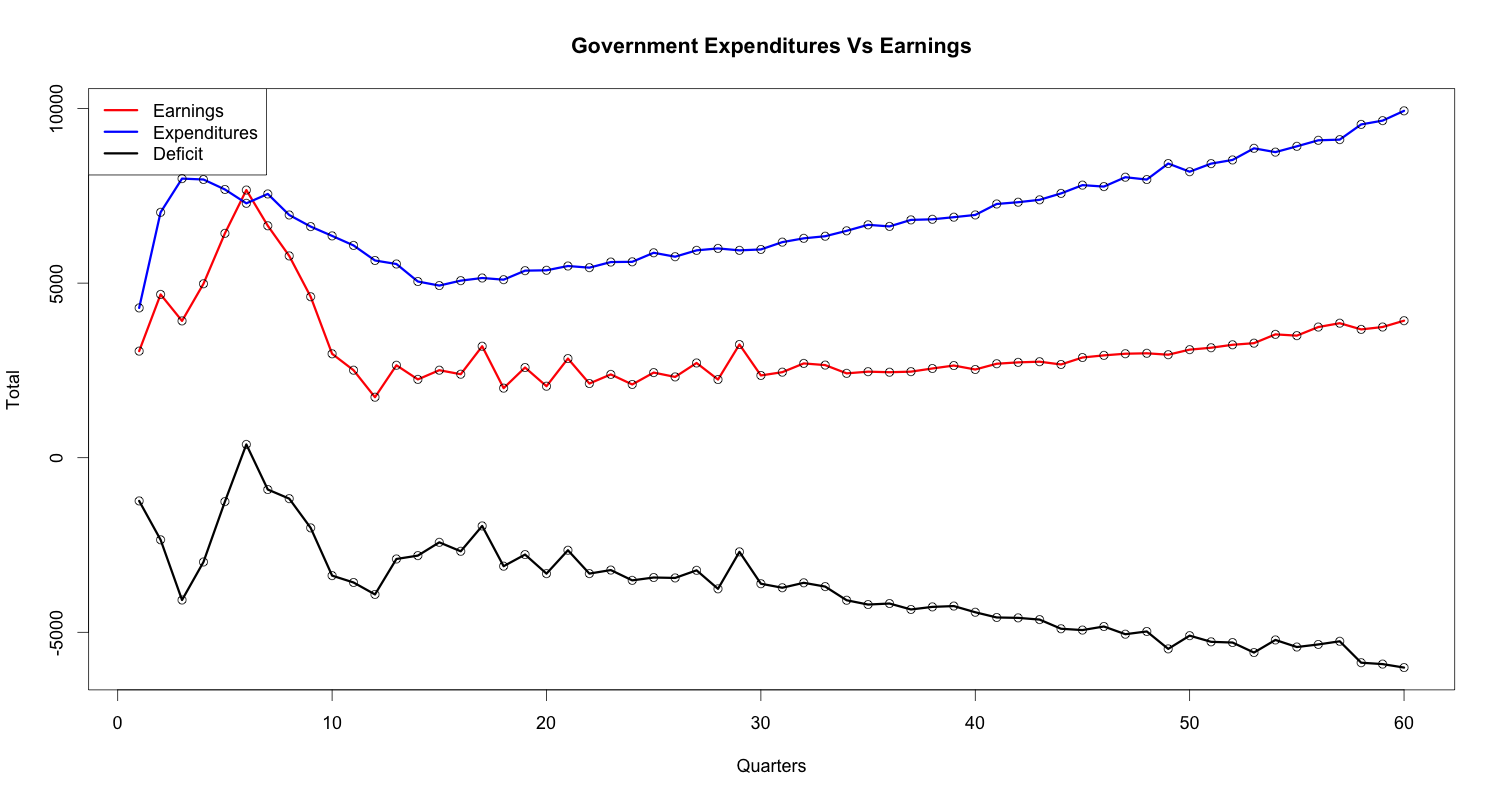 Government Expenditures Vs Earnings
Earnings
Expenditures
Deficit
10000
5000
0
-5000
Total
0 10 20 30 40 50 60
Quarters